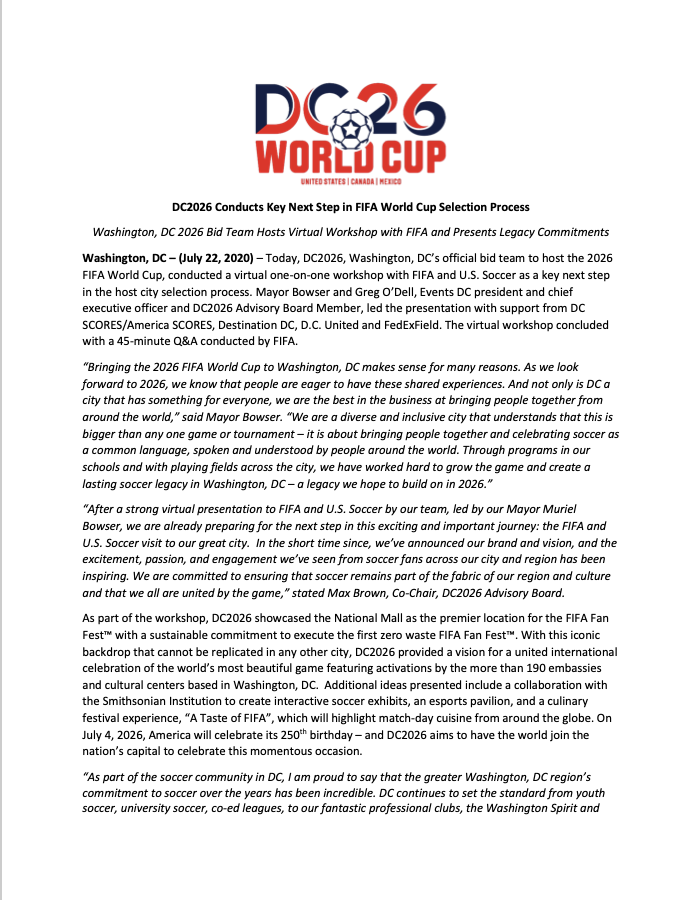 DC26
WORLD CUP
UNITED STATES | CANADA | MEXICO
DC2026 Conducts Key Next Step in FIFA World Cup Selection Process
Washington, DC 2026 Bid Team Hosts Virtual Workshop with FIFA and Presents Legacy Commitments
Washington, DC – (July 22, 2020) – Today, DC2026, Washington, DC’s official bid team to host the 2026
FIFA World Cup, conducted a virtual one-on-one workshop with FIFA and U.S. Soccer as a key next step
in the host city selection process. Mayor Bowser and Greg O’Dell, Events DC president and chief
executive officer and DC2026 Advisory Board Member, led the presentation with support from DC
SCORES/America SCORES, Destination DC, D.C. United and FedExField. The virtual workshop concluded
with a 45-minute Q&A conducted by FIFA.
“Bringing the 2026 FIFA World Cup to Washington, DC makes sense for many reasons. As we look
forward to 2026, we know that people are eager to have these shared experiences. And not only is DC a
city that has something for everyone, we are the best in the business at bringing people together from
around the world,” said Mayor Bowser. “We are a diverse and inclusive city that understands that this is
bigger than any one game or tournament – it is about bringing people together and celebrating soccer as
a common language, spoken and understood by people around the world. Through programs in our
schools and with playing fields across the city, we have worked hard to grow the game and create a
lasting soccer legacy in Washington, DC – a legacy we hope to build on in 2026.”
“After a strong virtual presentation to FIFA and U.S. Soccer by our team, led by our Mayor Muriel
Bowser, we are already preparing for the next step in this exciting and important journey: the FIFA and
U.S. Soccer visit to our great city.  In the short time since, we’ve announced our brand and vision, and the
excitement, passion, and engagement we’ve seen from soccer fans across our city and region has been
inspiring. We are committed to ensuring that soccer remains part of the fabric of our region and culture
and that we all are united by the game,” stated Max Brown, Co-Chair, DC2026 Advisory Board.
As part of the workshop, DC2026 showcased the National Mall as the premier location for the FIFA Fan
Fest™ with a sustainable commitment to execute the first zero waste FIFA Fan Fest™. With this iconic
backdrop that cannot be replicated in any other city, DC2026 provided a vision for a united international
celebration of the world’s most beautiful game featuring activations by the more than 190 embassies
and cultural centers based in Washington, DC.  Additional ideas presented include a collaboration with
the Smithsonian Institution to create interactive soccer exhibits, an esports pavilion, and a culinary
festival experience, “A Taste of FIFA”, which will highlight match-day cuisine from around the globe. On
July 4, 2026, America will celebrate its 250th birthday – and DC2026 aims to have the world join the
nation’s capital to celebrate this momentous occasion.
“As part of the soccer community in DC, I am proud to say that the greater Washington, DC region’s
commitment to soccer over the years has been incredible. DC continues to set the standard from youth
soccer, university soccer, co-ed leagues, to our fantastic professional clubs, the Washington Spirit and